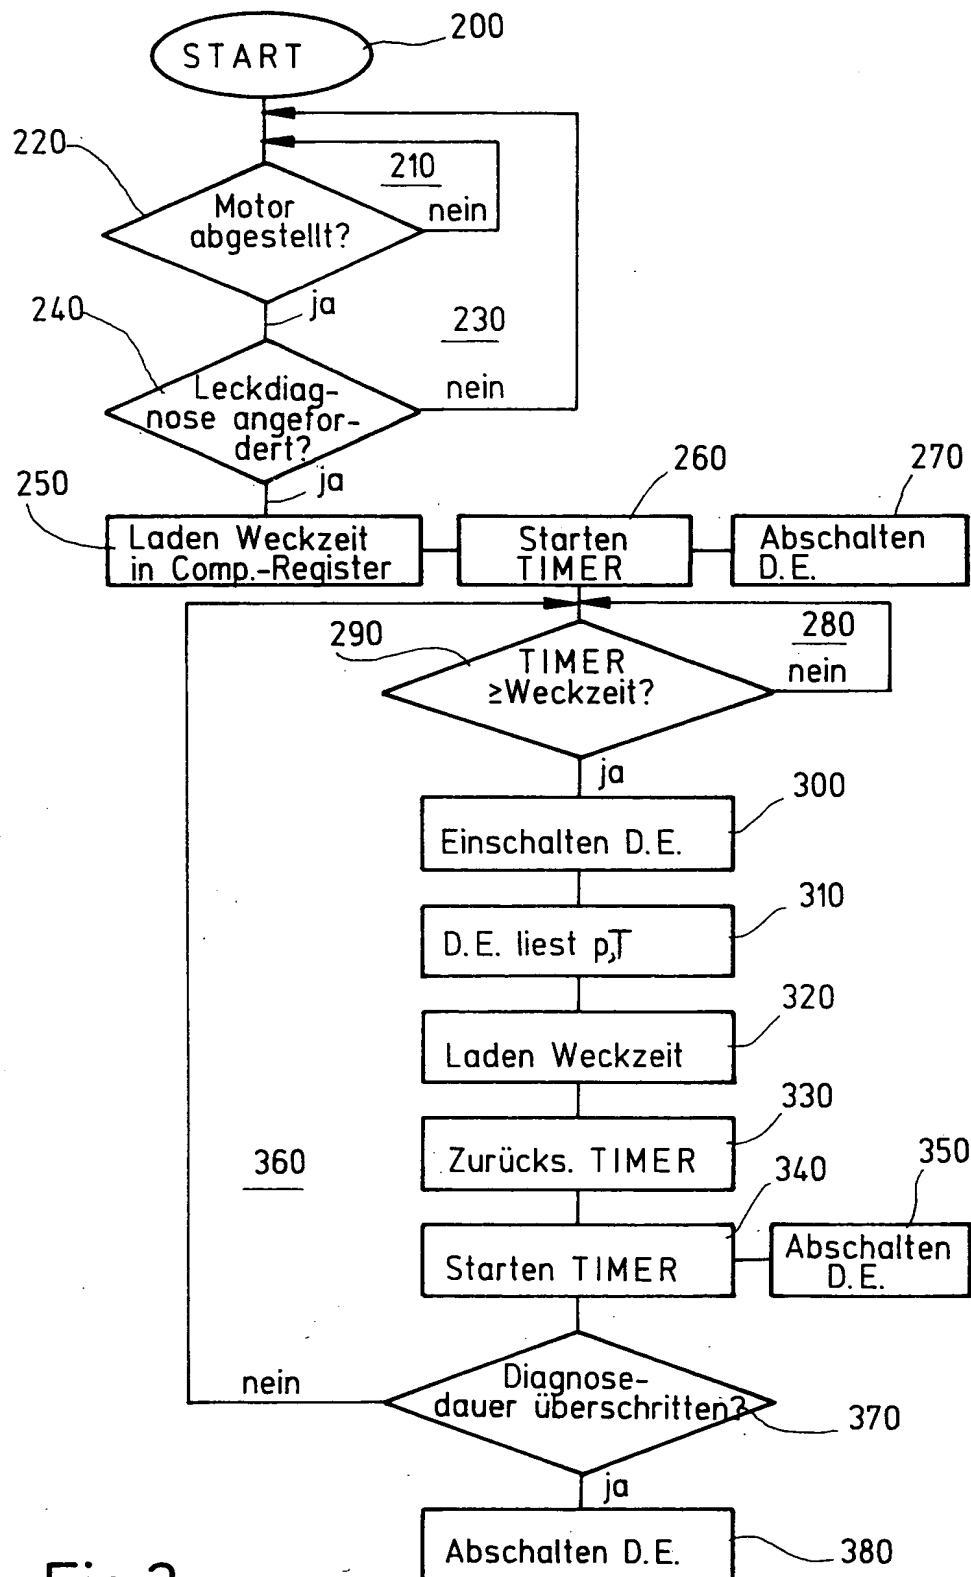 200
START
220
210
Motor
nein
abgestellt?
ja
240
230
Leckdiag-
nein
nose angefor-
dert?
ja
250
260
270
Laden Weckzeit
in Comp.-Register
Starten
TIMER
Abschalten
D.E.
290
280
TIMER
nein
≥Weckzeit?
ja
300
Einschalten D.E.
310
D.E. liest p,T
320
Laden Weckzeit
330
Zurücks. TIMER
360
340
350
Starten TIMER
Abschalten
D.E.
nein
Diagnose-
dauer überschritten?
370
ja
Abschalten D.E.
380